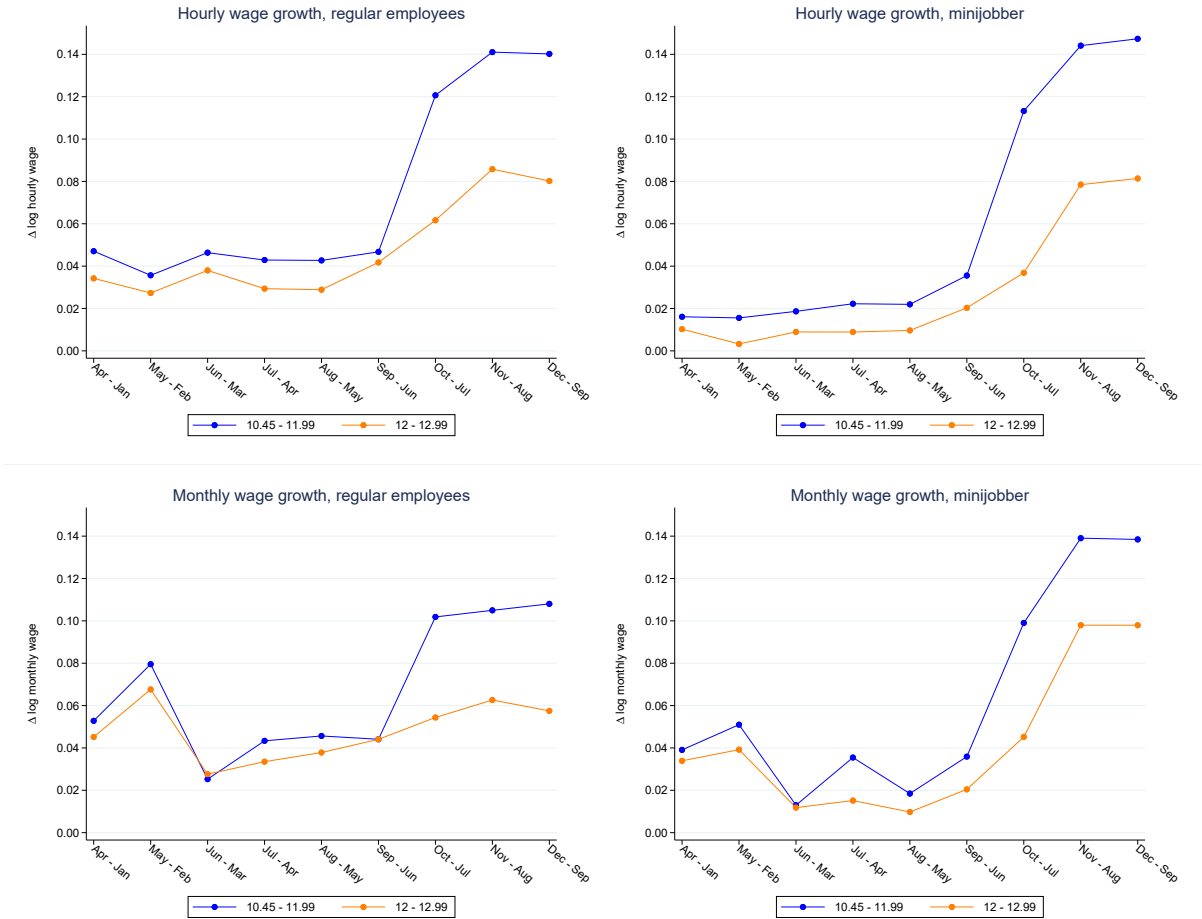 Hourly wage growth, regular employees
Δ log hourly wage
0.14
0.12
0.10
0.08
0.06
0.04
0.02
0.00
Apr - Jan
May - Feb
Jun - Mar
Jul - Apr
Aug - May
Sep - Jun
Oct - Jul
Nov - Aug
Dec - Sep
10.45 - 11.99 12 - 12.99
Hourly wage growth, minijobber
Δ log hourly wage
0.14
0.12
0.10
0.08
0.06
0.04
0.02
0.00
Apr - Jan
May - Feb
Jun - Mar
Jul - Apr
Aug - May
Sep - Jun
Oct - Jul
Nov - Aug
Dec - Sep
10.45 - 11.99 12 - 12.99
Monthly wage growth, regular employees
Δ log monthly wage
0.14
0.12
0.10
0.08
0.06
0.04
0.02
0.00
Apr - Jan
May - Feb
Jun - Mar
Jul - Apr
Aug - May
Sep - Jun
Oct - Jul
Nov - Aug
Dec - Sep
10.45 - 11.99 12 - 12.99
Monthly wage growth, minijobber
Δ log monthly wage
0.14
0.12
0.10
0.08
0.06
0.04
0.02
0.00
Apr - Jan
May - Feb
Jun - Mar
Jul - Apr
Aug - May
Sep - Jun
Oct - Jul
Nov - Aug
Dec - Sep
10.45 - 11.99 12 - 12.99